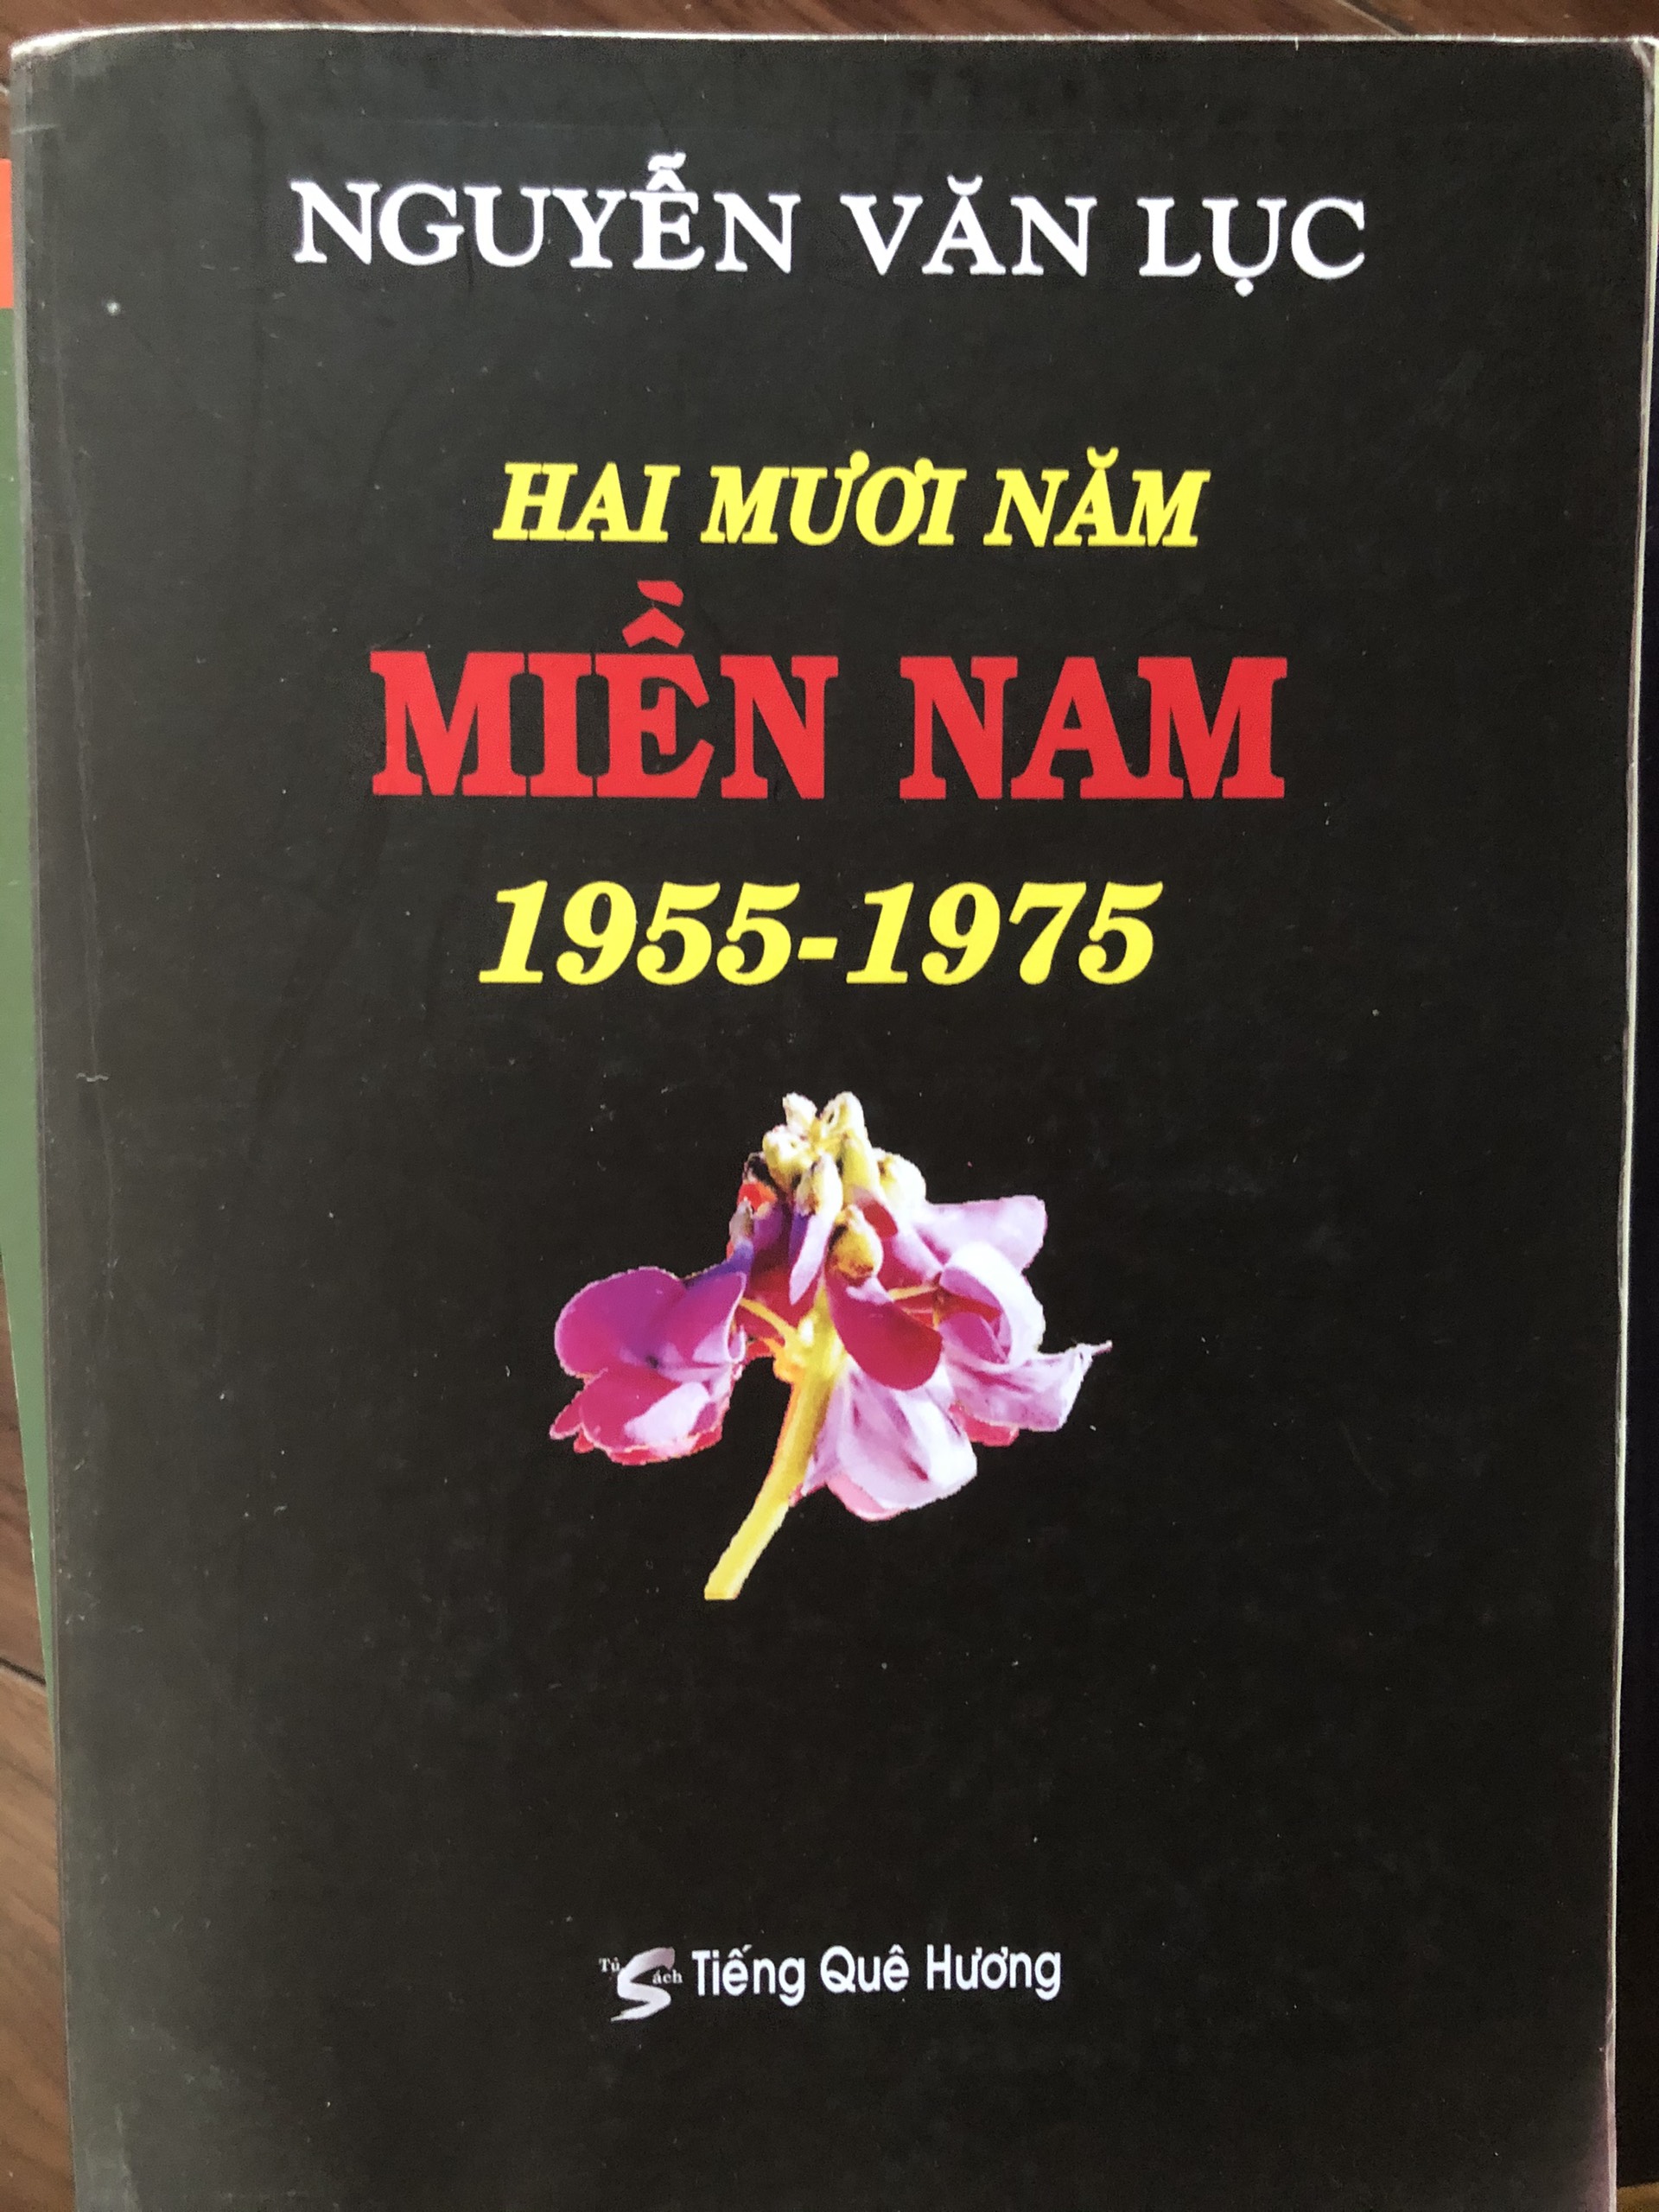 NGUYỄN VĂN LỤC
HAI MƯƠI NĂM
MIỀN NAM
1955-1975
Tủ Sách Tiếng Quê Hương